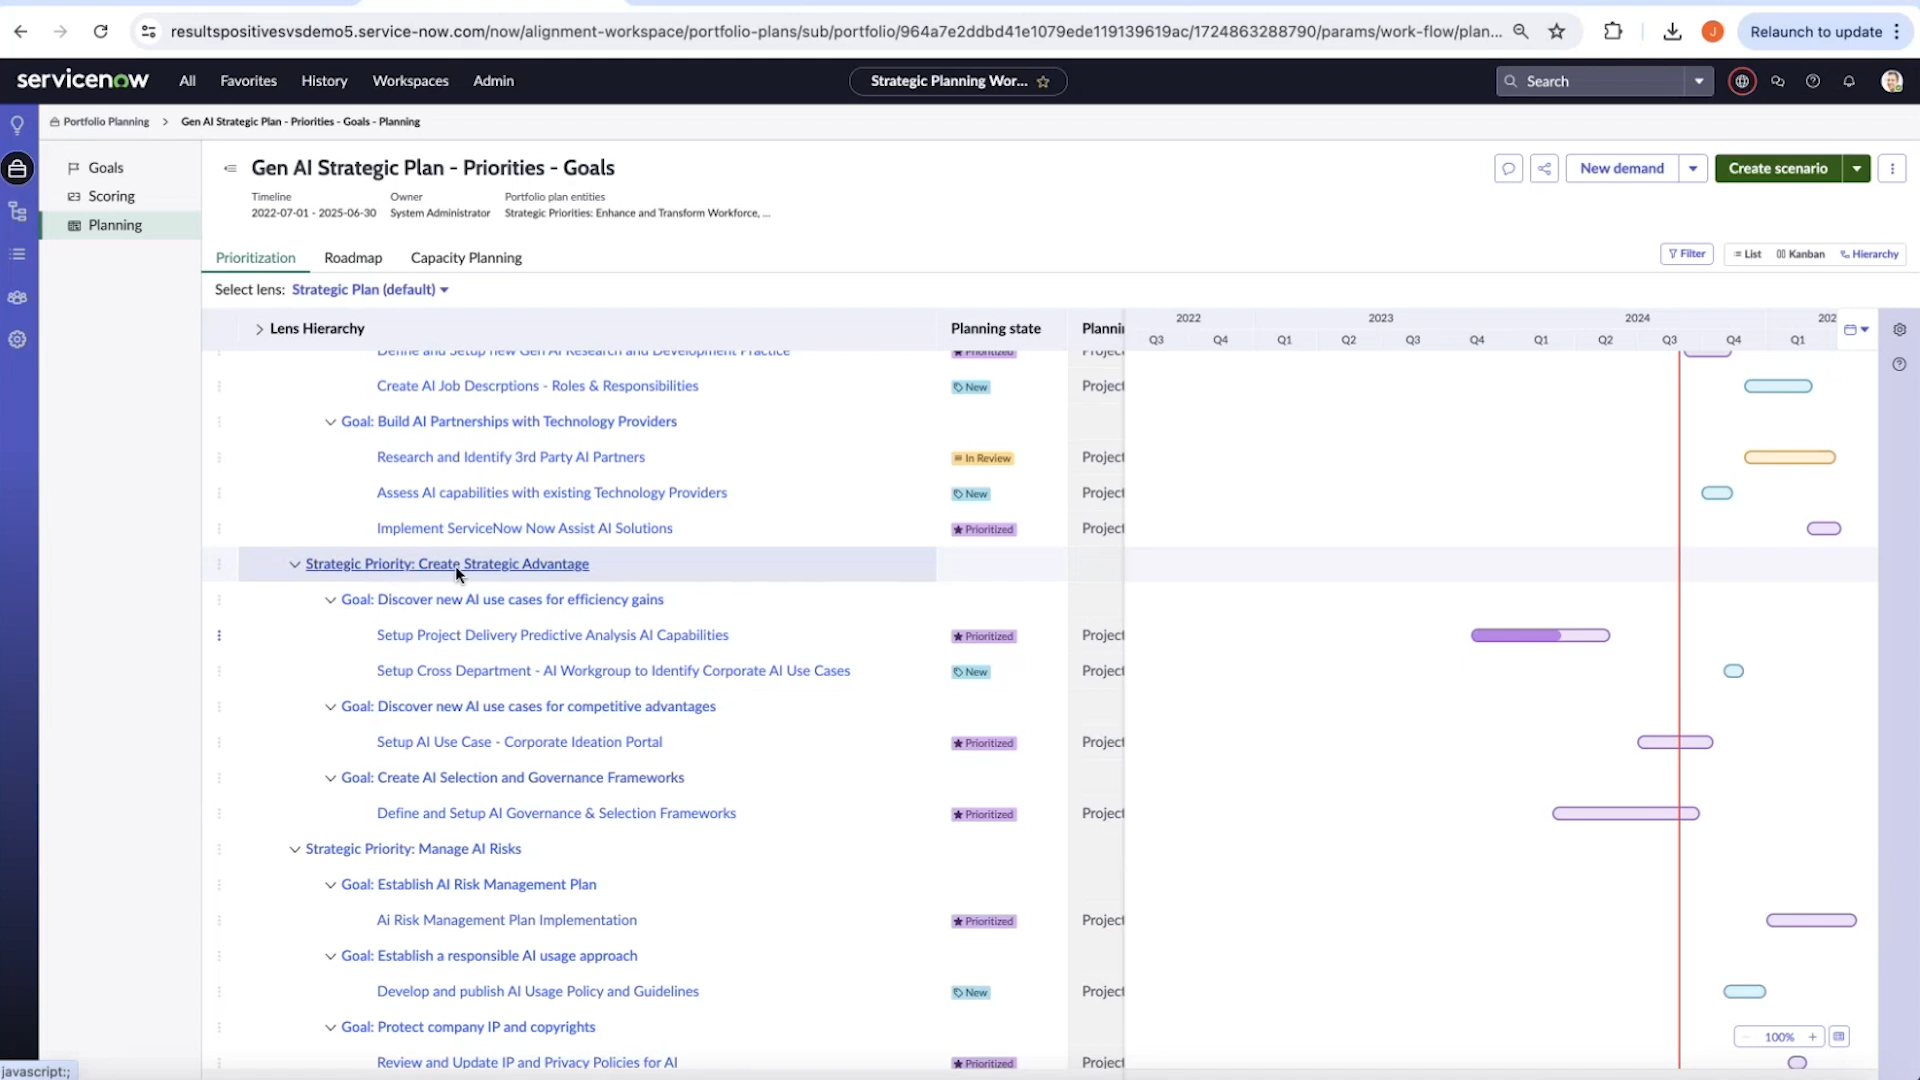 resultspositivesvsdemo5.service-now.com/now/alignment-workspace/portfolio-plans/sub/portfolio/964a7e2ddbd41e1079ede119139619ac/1724863288790/params/work-flow/plan...
J
Relaunch to update
servicenow
All
Favorites
History
Workspaces
Admin
Strategic Planning Wor...
Search
Portfolio Planning > Gen AI Strategic Plan - Priorities - Goals - Planning
Goals
Scoring
Planning
Gen AI Strategic Plan - Priorities - Goals
Timeline
2022-07-01 - 2025-06-30
Owner
System Administrator
Portfolio plan entities
Strategic Priorities: Enhance and Transform Workforce, ...
New demand
Create scenario
Prioritization
Roadmap
Capacity Planning
Filter
List
Kanban
Hierarchy
Select lens: Strategic Plan (default)
Lens Hierarchy
Planning state
Plannin
2022
2023
2024
202
Q3 Q4 Q1 Q2 Q3 Q4 Q1 Q2 Q3 Q4 Q1
Define and Setup new Gen AI Research and Development Practice Prioritized Project
Create AI Job Descrptions - Roles & Responsibilities New Project
Goal: Build AI Partnerships with Technology Providers
Research and Identify 3rd Party AI Partners In Review Project
Assess AI capabilities with existing Technology Providers New Project
Implement ServiceNow Now Assist AI Solutions Prioritized Project
Strategic Priority: Create Strategic Advantage
Goal: Discover new AI use cases for efficiency gains
Setup Project Delivery Predictive Analysis AI Capabilities Prioritized Project
Setup Cross Department - AI Workgroup to Identify Corporate AI Use Cases New Project
Goal: Discover new AI use cases for competitive advantages
Setup AI Use Case - Corporate Ideation Portal Prioritized Project
Goal: Create AI Selection and Governance Frameworks
Define and Setup AI Governance & Selection Frameworks Prioritized Project
Strategic Priority: Manage AI Risks
Goal: Establish AI Risk Management Plan
Ai Risk Management Plan Implementation Prioritized Project
Goal: Establish a responsible AI usage approach
Develop and publish AI Usage Policy and Guidelines New Project
Goal: Protect company IP and copyrights
Review and Update IP and Privacy Policies for AI Prioritized Project
100%
javascript:;